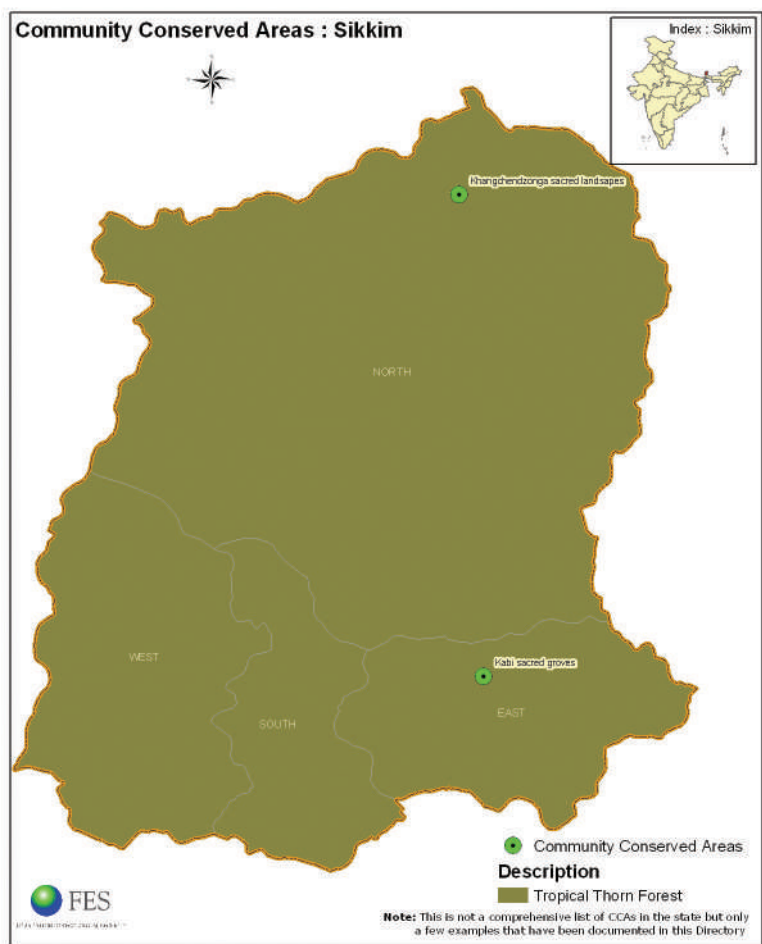 Community Conserved Areas : Sikkim
Index : Sikkim
Khangchendzonga sacred landsapes
NORTH
Kabi sacred groves
WEST
EAST
SOUTH
Community Conserved Areas
Description
Tropical Thorn Forest
FES
Note: This is not a comprehensive list of CCAs in the state but only
a few examples that have been documented in this Directory